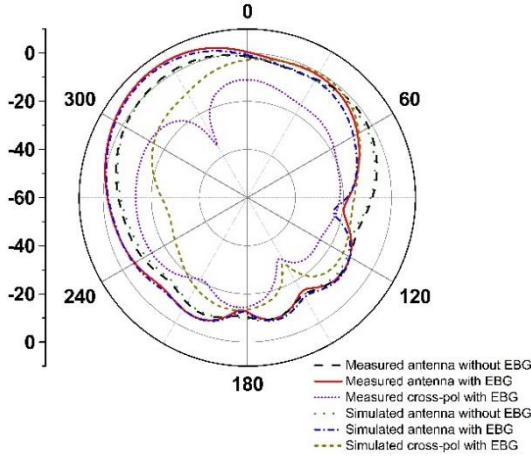 0
0
-20
-40
-60
-40
-20
0
300
60
240
120
180
Measured antenna without EBG
Measured antenna with EBG
Measured cross-pol with EBG
Simulated antenna without EBG
Simulated antenna with EBG
Simulated cross-pol with EBG